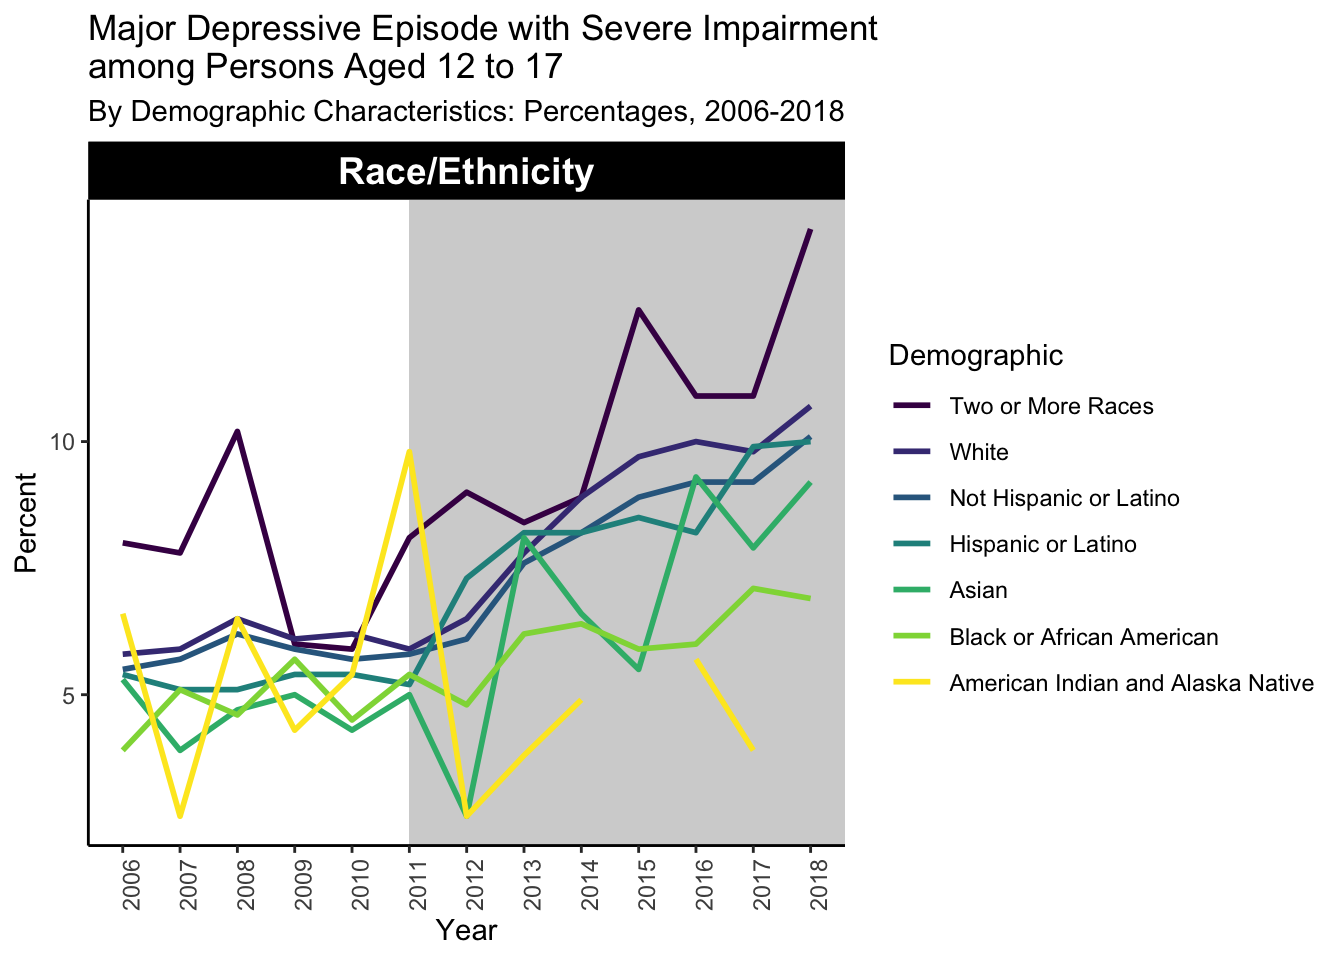 Major Depressive Episode with Severe Impairment
among Persons Aged 12 to 17
By Demographic Characteristics: Percentages, 2006-2018
Race/Ethnicity
10
5
Percent
2006
2007
2008
2009
2010
2011
2012
2013
2014
2015
2016
2017
2018
Year
Demographic
Two or More Races
White
Not Hispanic or Latino
Hispanic or Latino
Asian
Black or African American
American Indian and Alaska Native